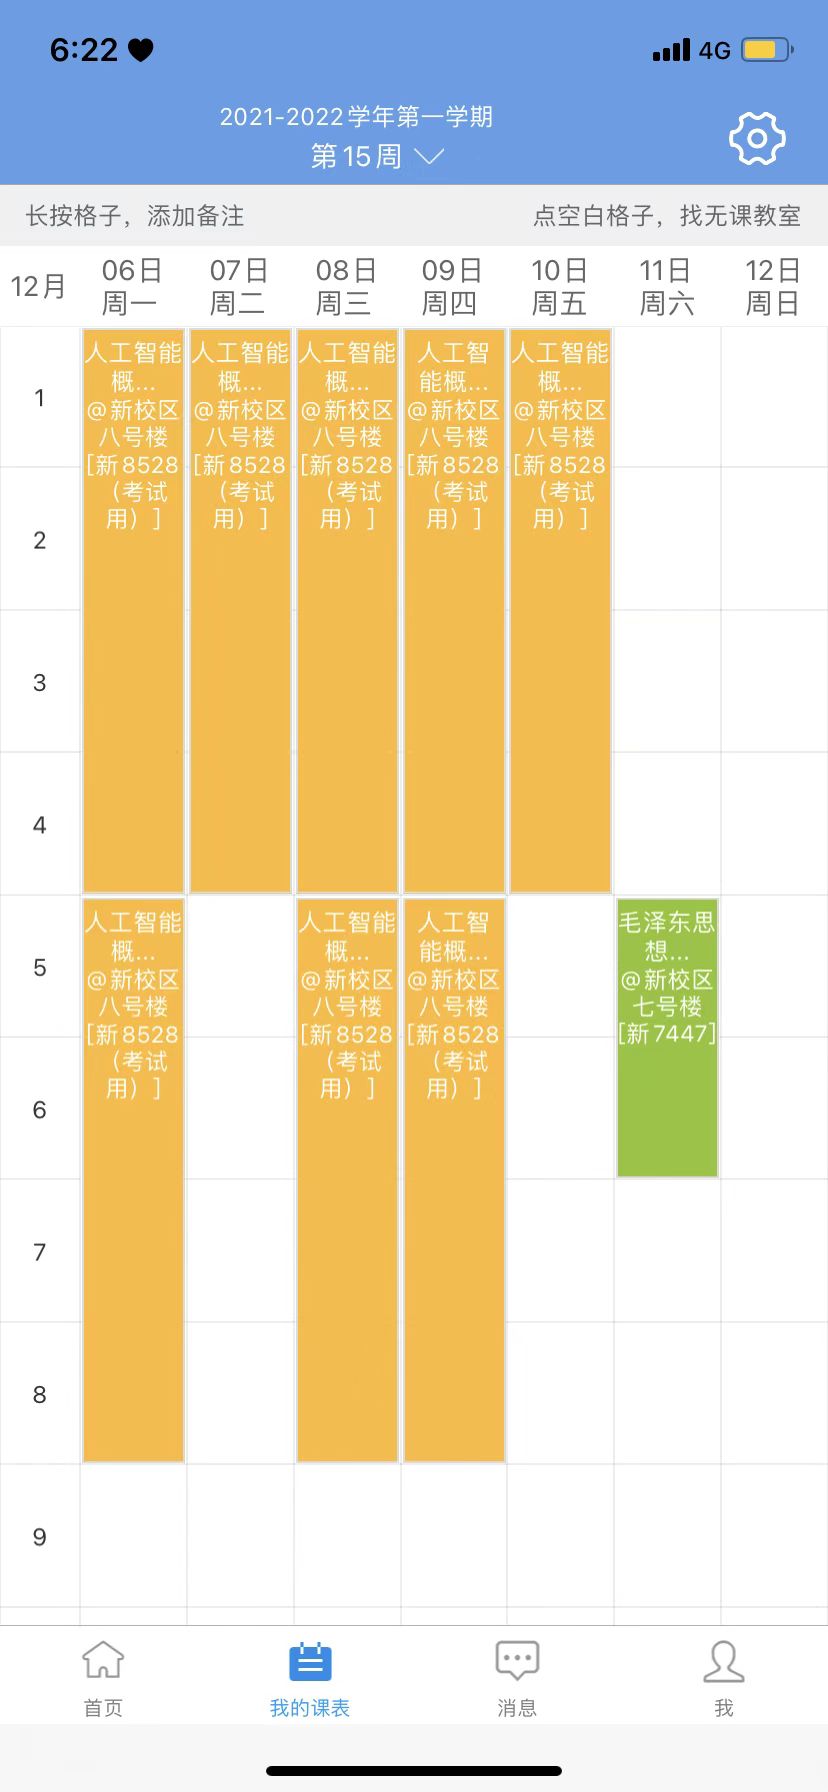 6:22
4G
2021-2022学年第一学期
第15周
长按格子，添加备注
点空白格子，找无课教室
12月
06日
周一
07日
周二
08日
周三
09日
周四
10日
周五
11日
周六
12日
周日
1
2
3
4
5
6
7
8
9
人工智能
概...
@新校区
八号楼
[新8528
（考试
用）]
人工智能
概...
@新校区
八号楼
[新8528
（考试
用）]
人工智能
概...
@新校区
八号楼
[新8528
（考试
用）]
人工智
能概...
@新校区
八号楼
[新8528
（考试
用）]
人工智能
概...
@新校区
八号楼
[新8528
（考试
用）]
人工智能
概...
@新校区
八号楼
[新8528
（考试
用）]
人工智能
概...
@新校区
八号楼
[新8528
（考试
用）]
人工智
能概...
@新校区
八号楼
[新8528
（考试
用）]
毛泽东思
想...
@新校区
七号楼
[新7447]
首页
我的课表
消息
我